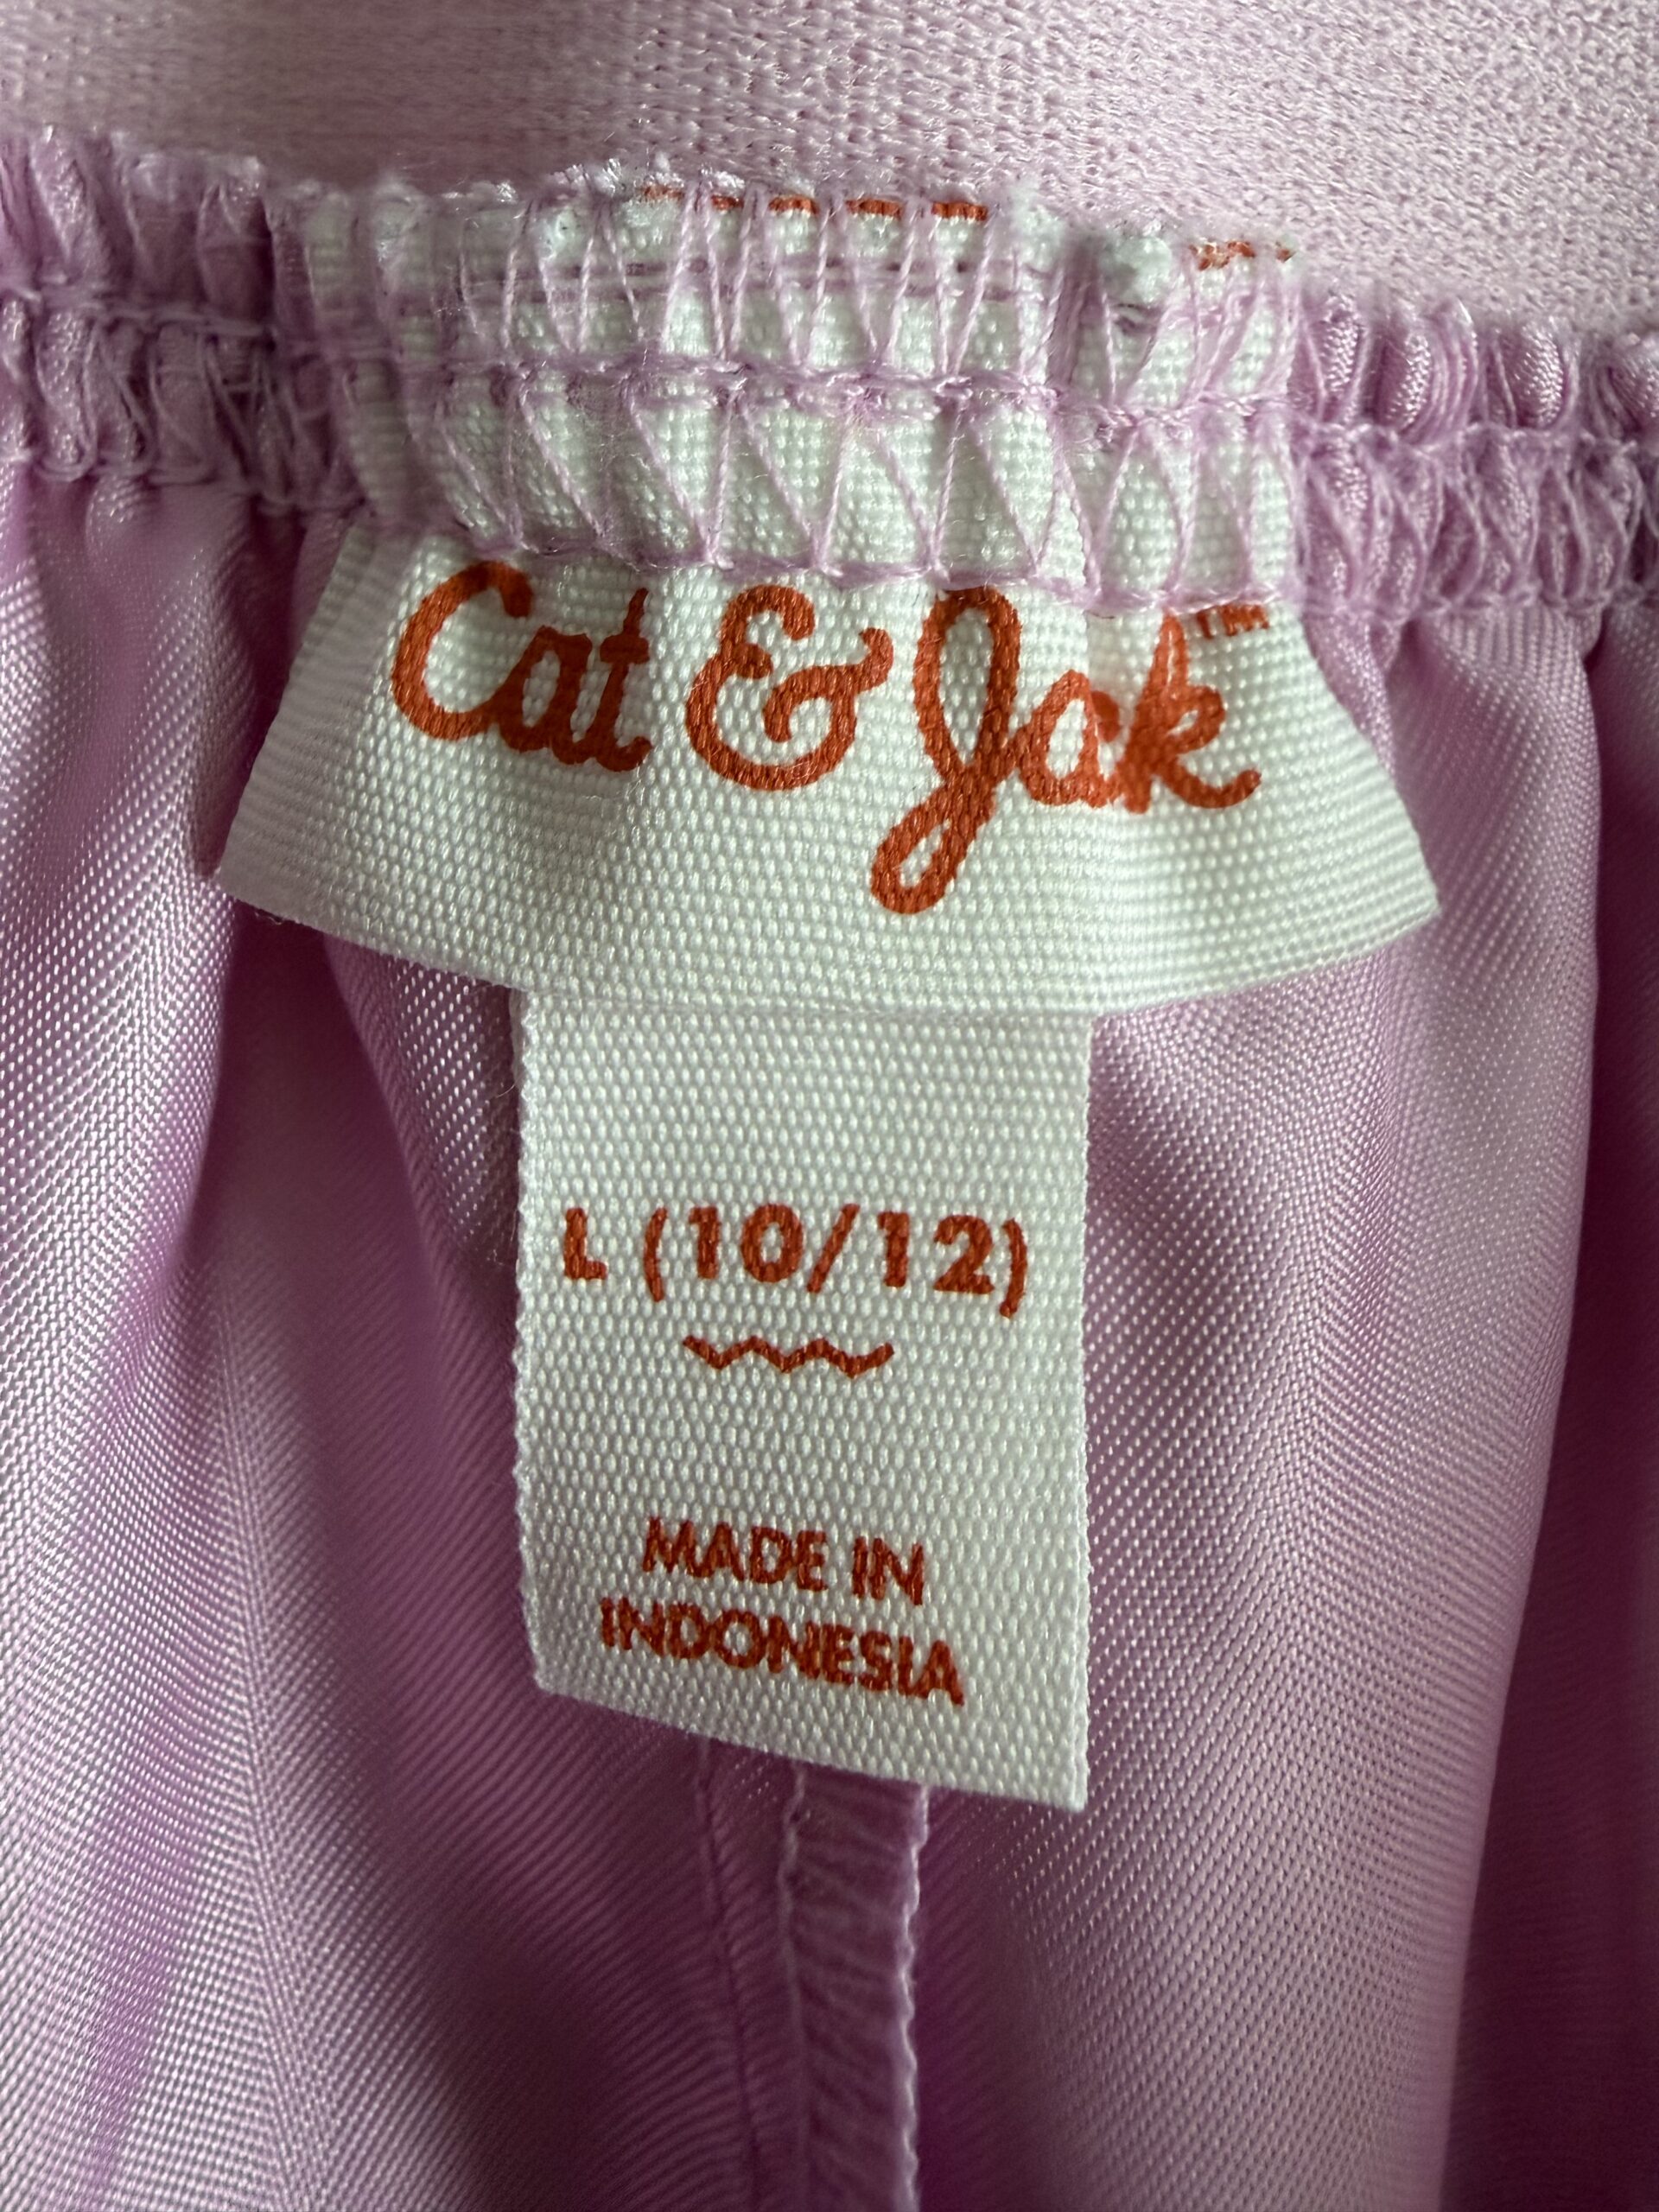 Cat & Jack™
L (10/12)
MADE IN
INDONESIA